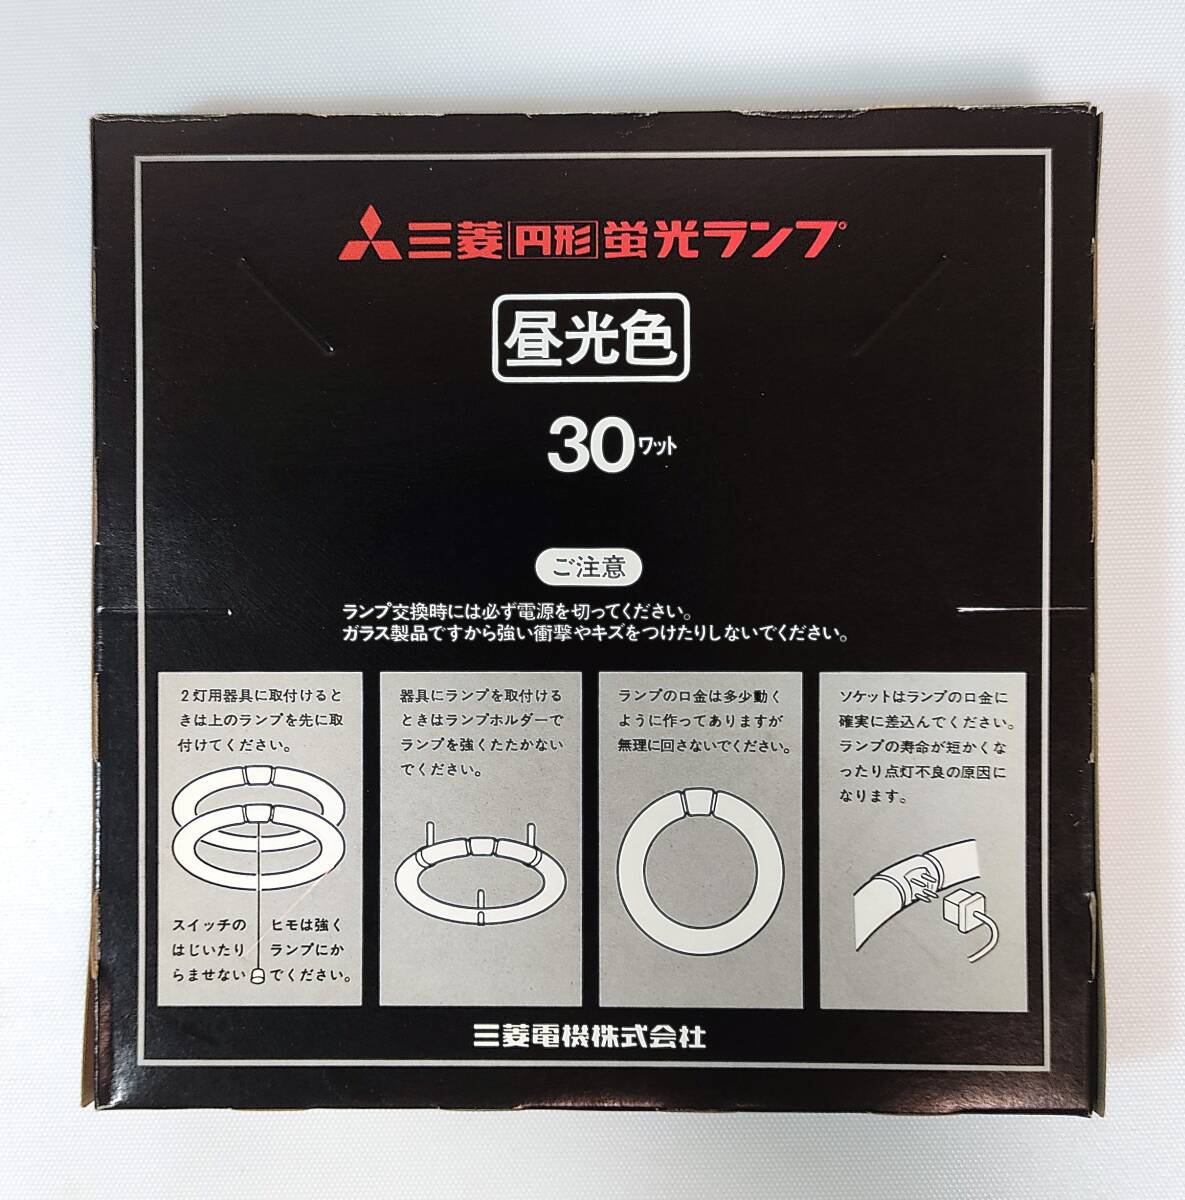 三菱円形蛍光ランプ
昼光色
30ワット
ご注意
ランプ交換時には必ず電源を切ってください。
ガラス製品ですから強い衝撃やキズをつけたりしないでください。
2灯用器具に取付けると
きは上のランプを先に取
付けてください。
スイッチの ヒモは強く
はじいたり ランプにか
らませない でください。
器具にランプを取付ける
ときはランプホルダーで
ランプを強くたたかない
でください。
ランプの口金は多少動く
ように作ってありますが
無理に回さないでください。
ソケットはランプの口金に
確実に差込んでください。
ランプの寿命が短かくな
ったり点灯不良の原因に
なります。
三菱電機株式会社